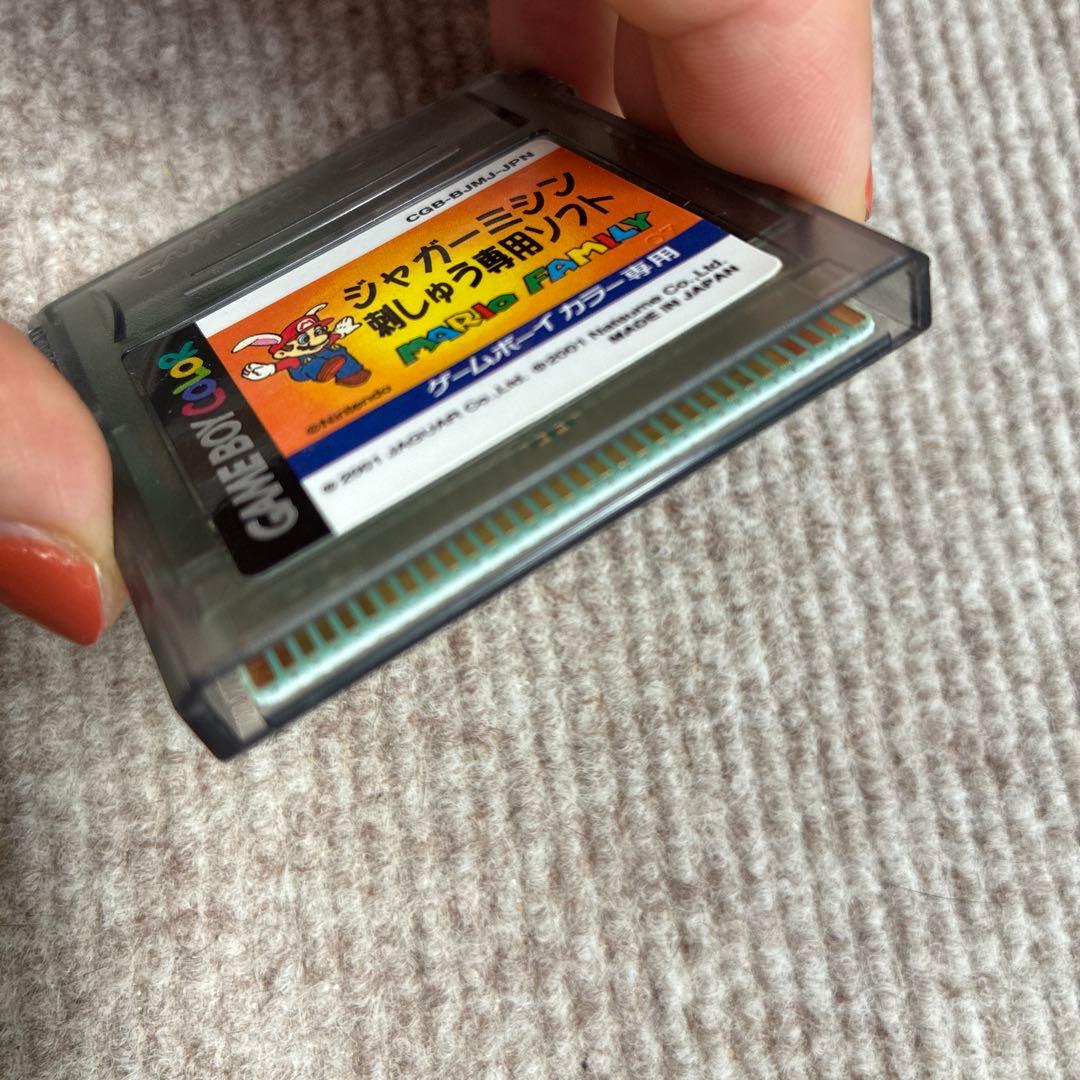 CGB-BJMJ-JPN
ジャガーミシン
刺しゅう専用ソフト
MARIO FAMILY
©Nintendo
ゲームボーイ カラー専用
©2001 JAGUAR Co.,Ltd. ©2001 Natsume Co.,Ltd.
MADE IN JAPAN
GAMEBOY COLOR